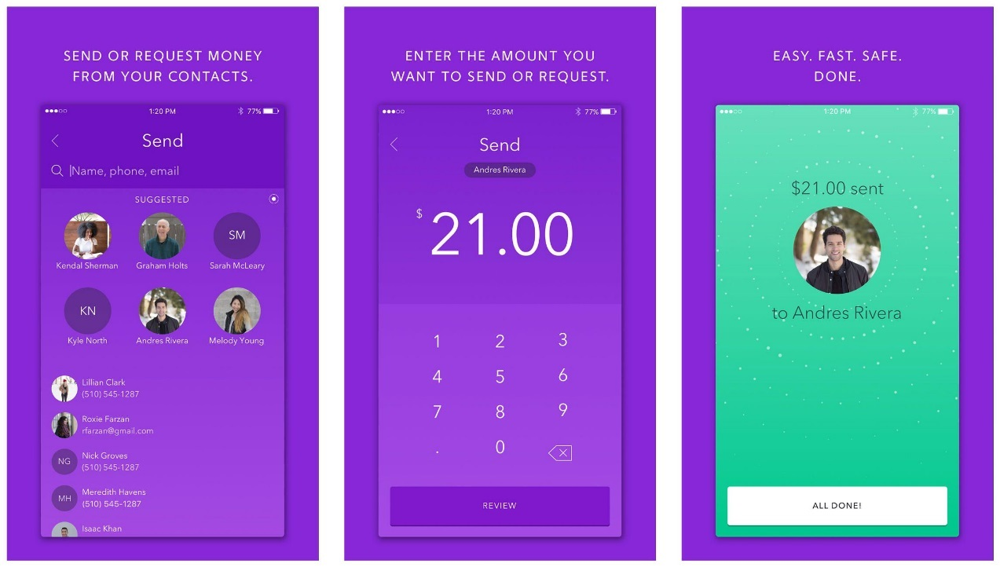 SEND OR REQUEST MONEY
FROM YOUR CONTACTS.
1:20 PM
77%
Send
Name, phone, email
SUGGESTED
Kendal Sherman
Graham Holts
SM
Sarah McLeary
KN
Kyle North
Andres Rivera
Melody Young
Lillian Clark
(510) 545-1287
Roxie Farzan
rfarzan@gmail.com
NG
Nick Groves
(510) 545-1287
MH
Meredith Havens
(510) 545-1287
Isaac Khan
ENTER THE AMOUNT YOU
WANT TO SEND OR REQUEST.
1:20 PM
77%
Send
Andres Rivera
$ 21.00
1 2 3
4 5 6
7 8 9
. 0
REVIEW
EASY. FAST. SAFE.
DONE.
1:20 PM
77%
$21.00 sent
to Andres Rivera
ALL DONE!